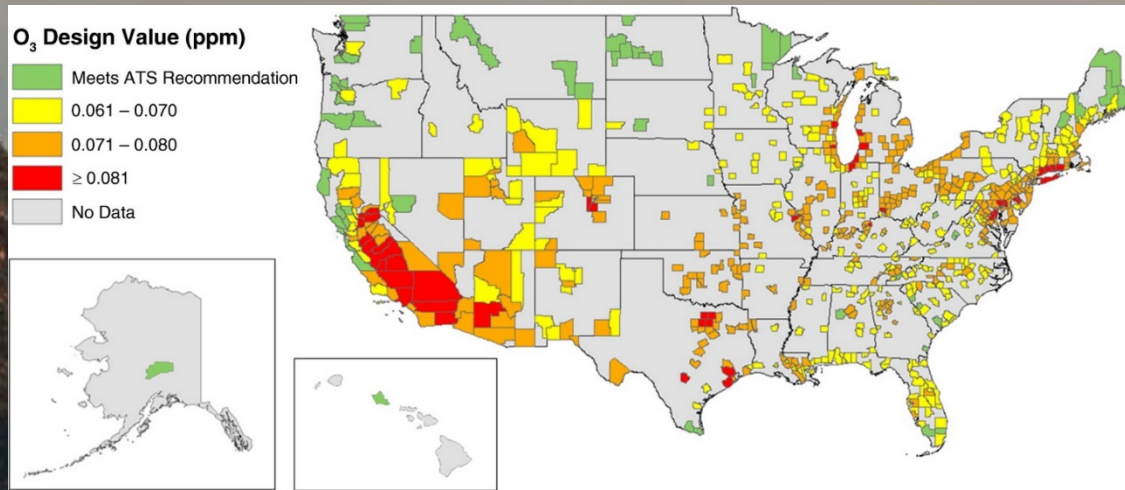 O₃ Design Value (ppm)
Meets ATS Recommendation
0.061 – 0.070
0.071 – 0.080
≥ 0.081
No Data